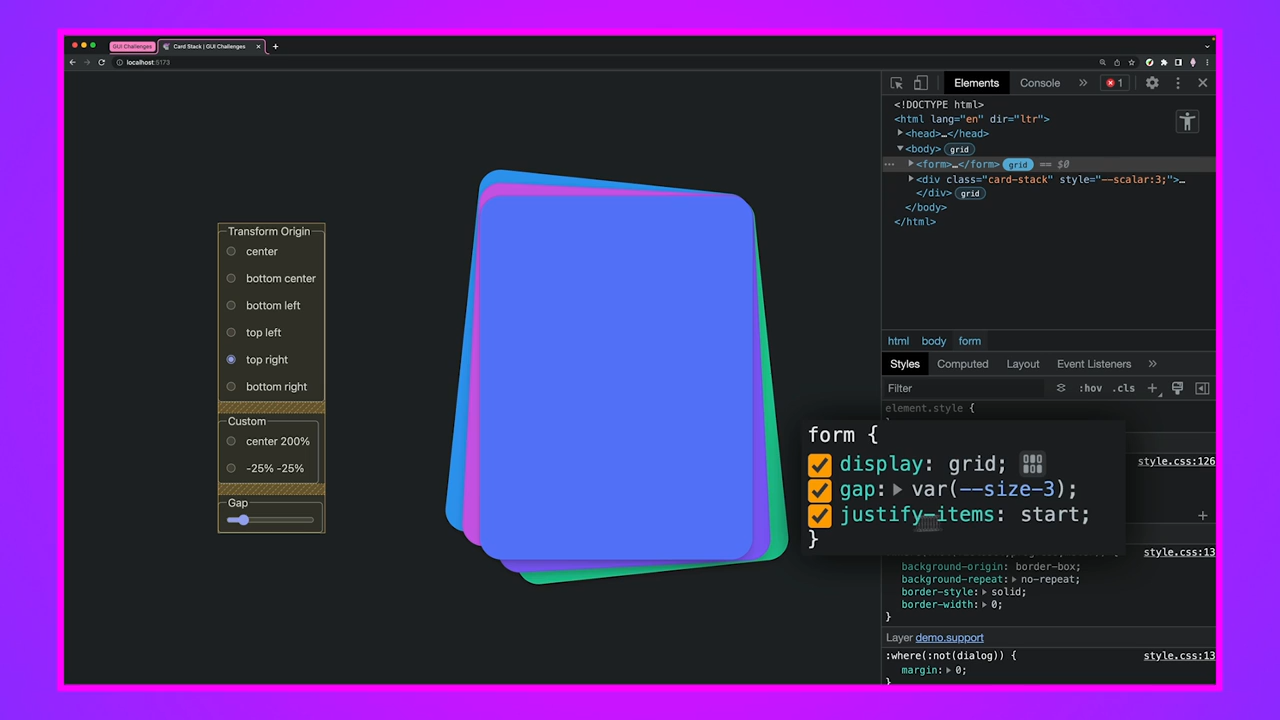 GUI Challenges
Card Stack | GUI Challenges
localhost:5173
Transform Origin
center
bottom center
bottom left
top left
top right
bottom right
Custom
center 200%
-25% -25%
Gap
Elements
Console
1
<!DOCTYPE html>
<html lang="en" dir="ltr">
<head>…</head>
<body> grid
<form>…</form> grid == $0
<div class="card-stack" style="--scalar:3;">…
</div> grid
</body>
</html>
html body form
Styles Computed Layout Event Listeners
Filter :hov .cls
element.style {
form {
display: grid;
gap: var(--size-3);
justify-items: start;
}
style.css:126
style.css:13
background-origin: border-box;
background-repeat: no-repeat;
border-style: solid;
border-width: 0;
}
Layer demo.support
:where(:not(dialog)) {
style.css:13
margin: 0;